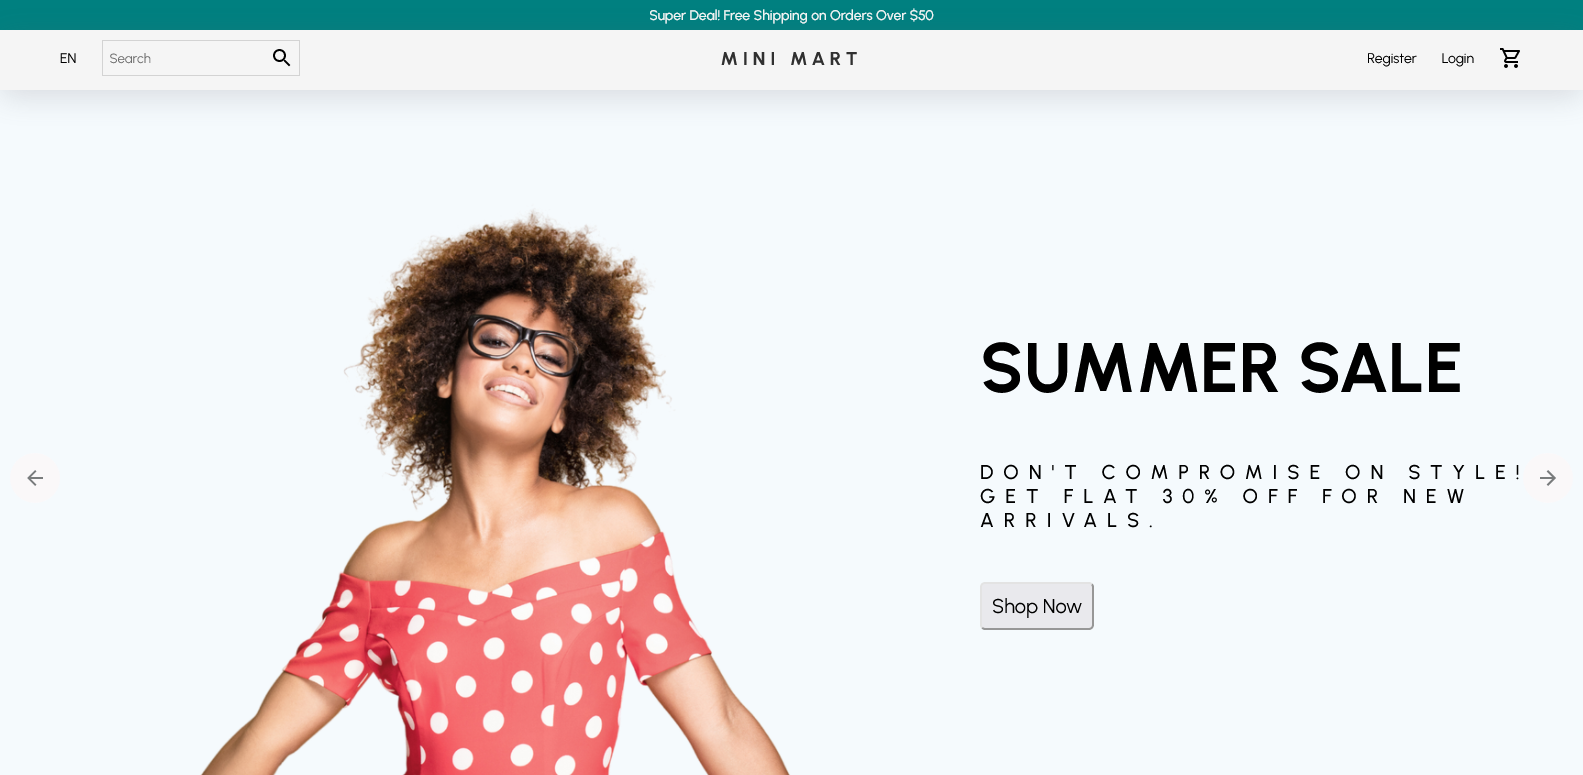 Super Deal! Free Shipping on Orders Over $50
EN
Search
MINI MART
Register
Login
SUMMER SALE
DON'T COMPROMISE ON STYLE!
GET FLAT 30% OFF FOR NEW
ARRIVALS.
Shop Now